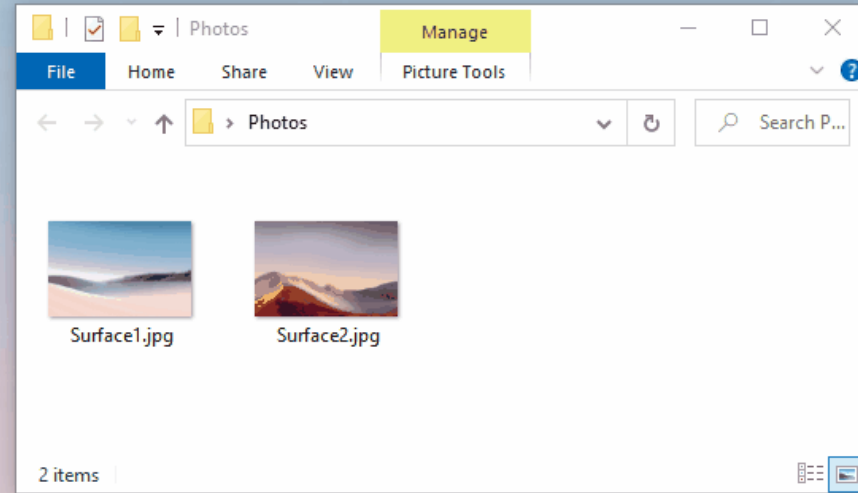 Photos
Manage
File
Home
Share
View
Picture Tools
?
Photos
Search P...
Surface1.jpg
Surface2.jpg
2 items